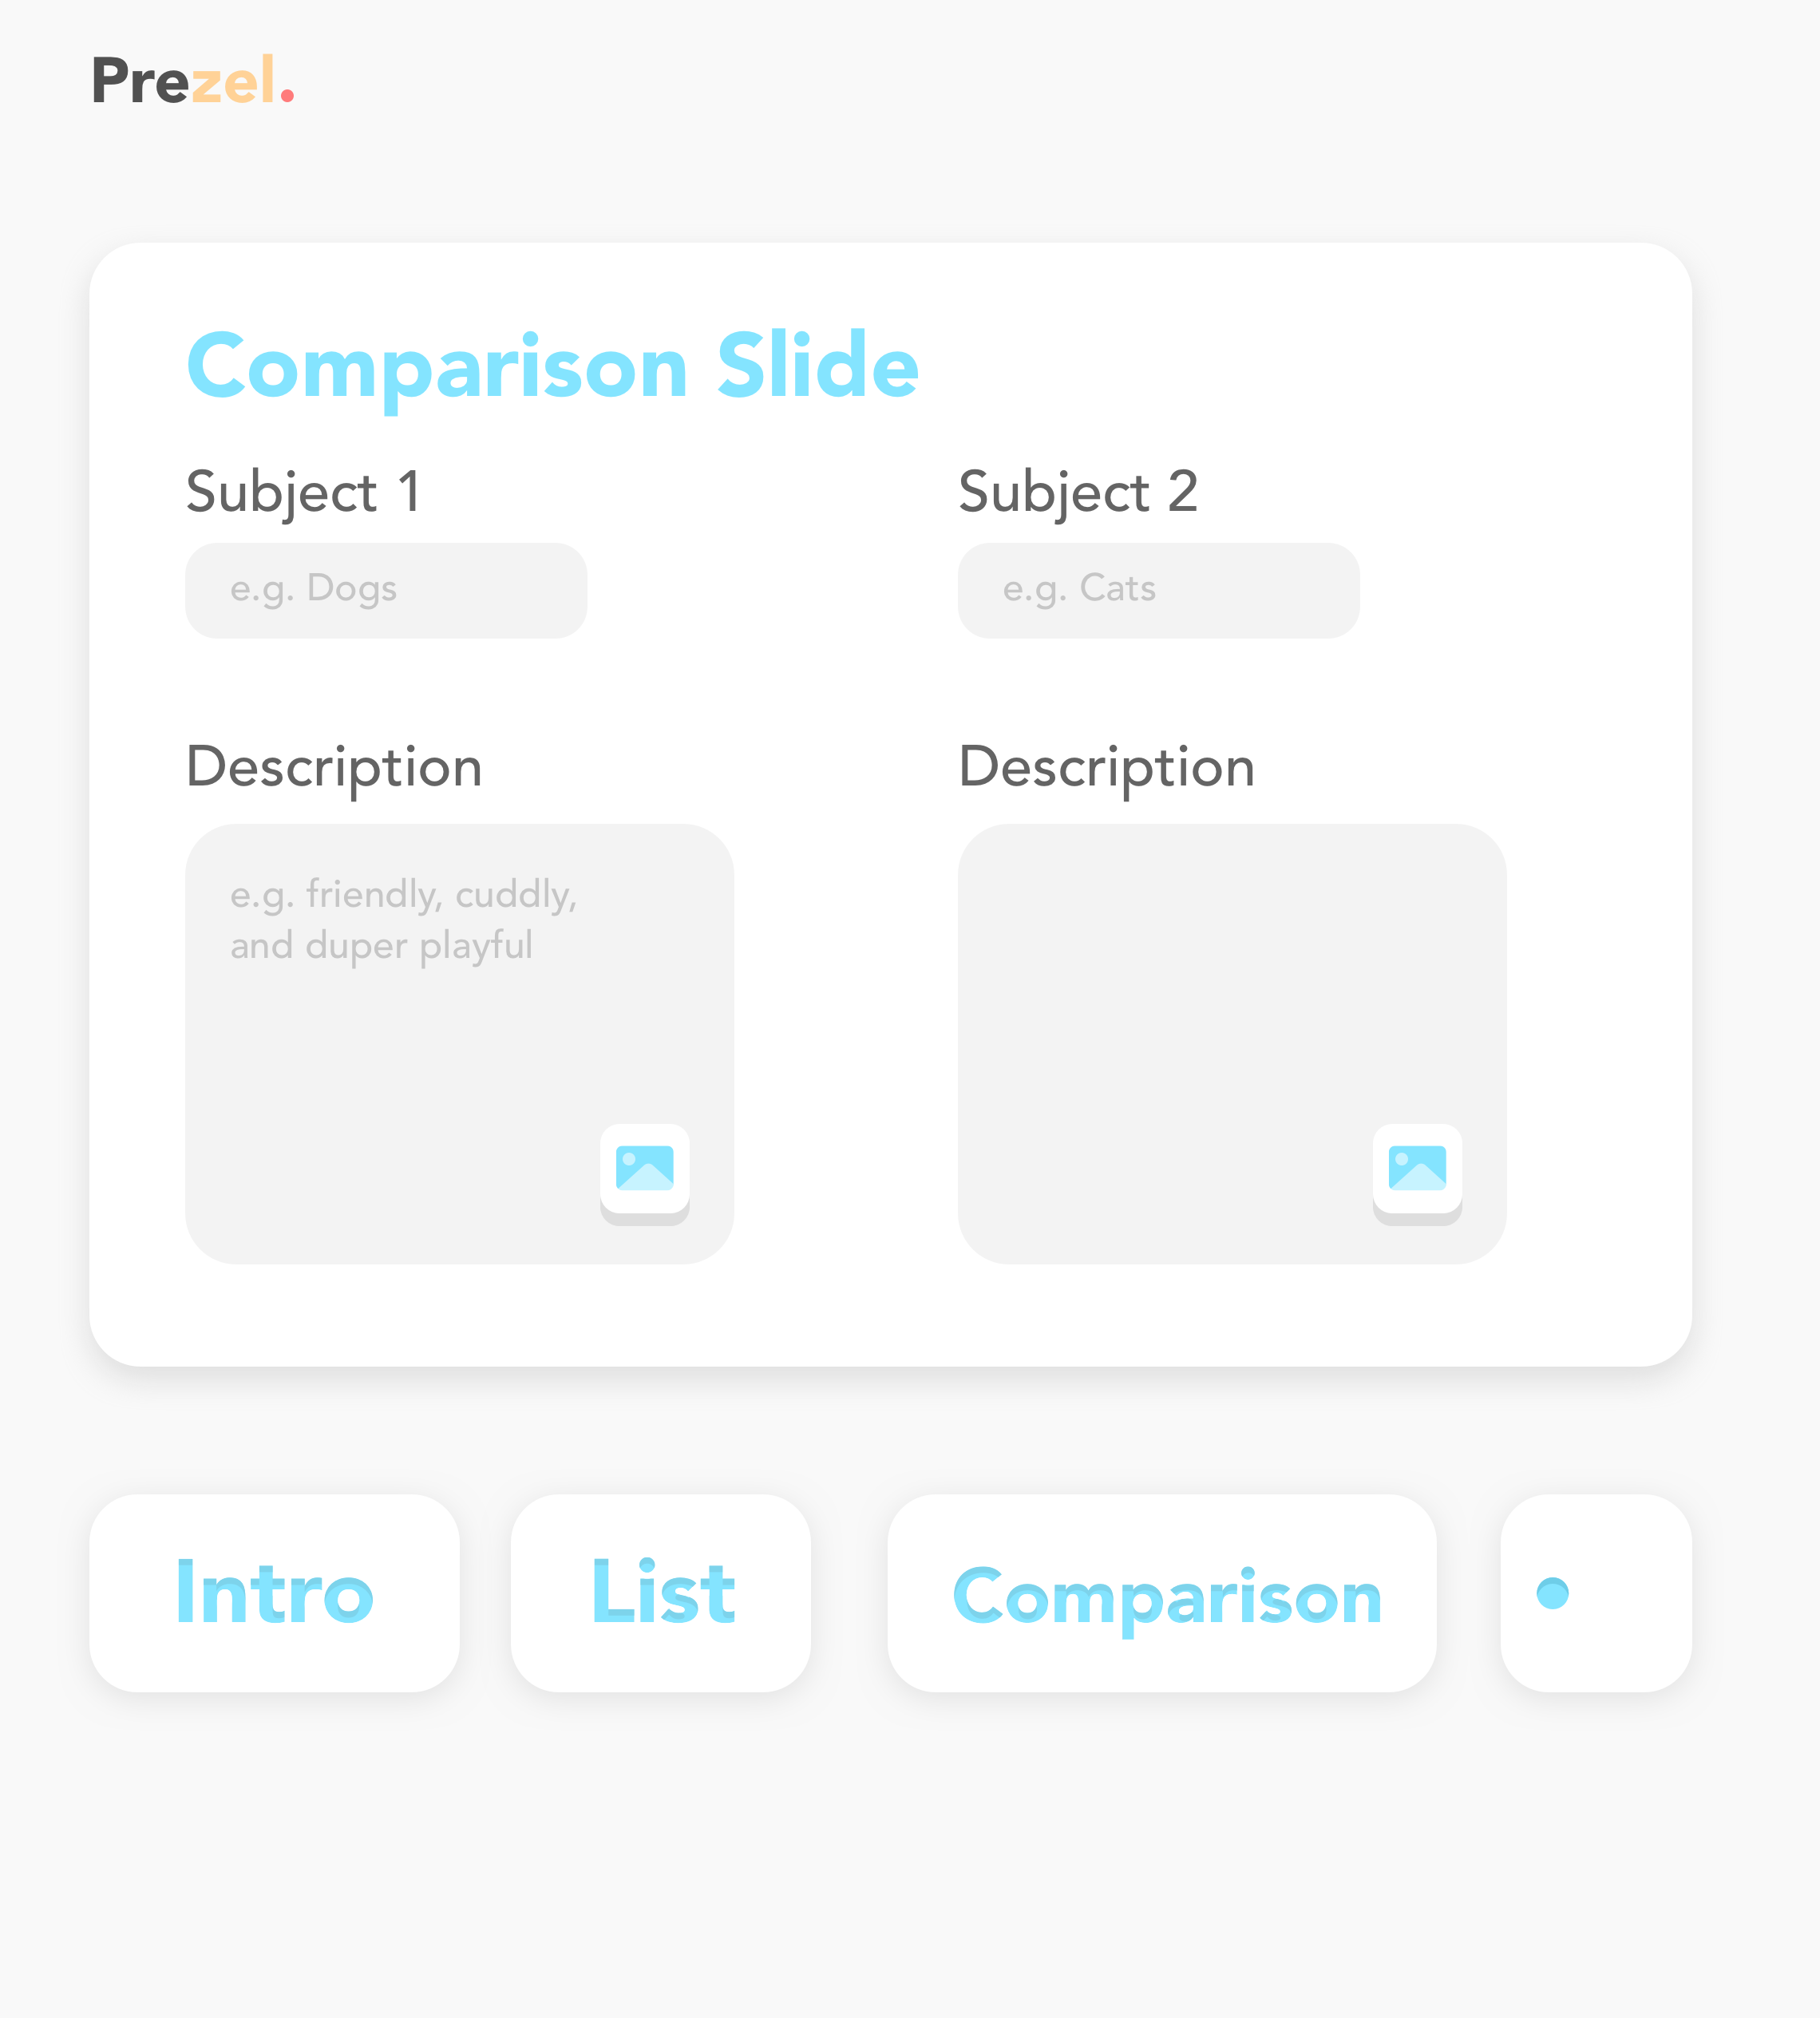 Prezel.
Comparison Slide
Subject 1
Subject 2
e.g. Dogs
e.g. Cats
Description
Description
e.g. friendly, cuddly,
and duper playful
Intro
List
Comparison